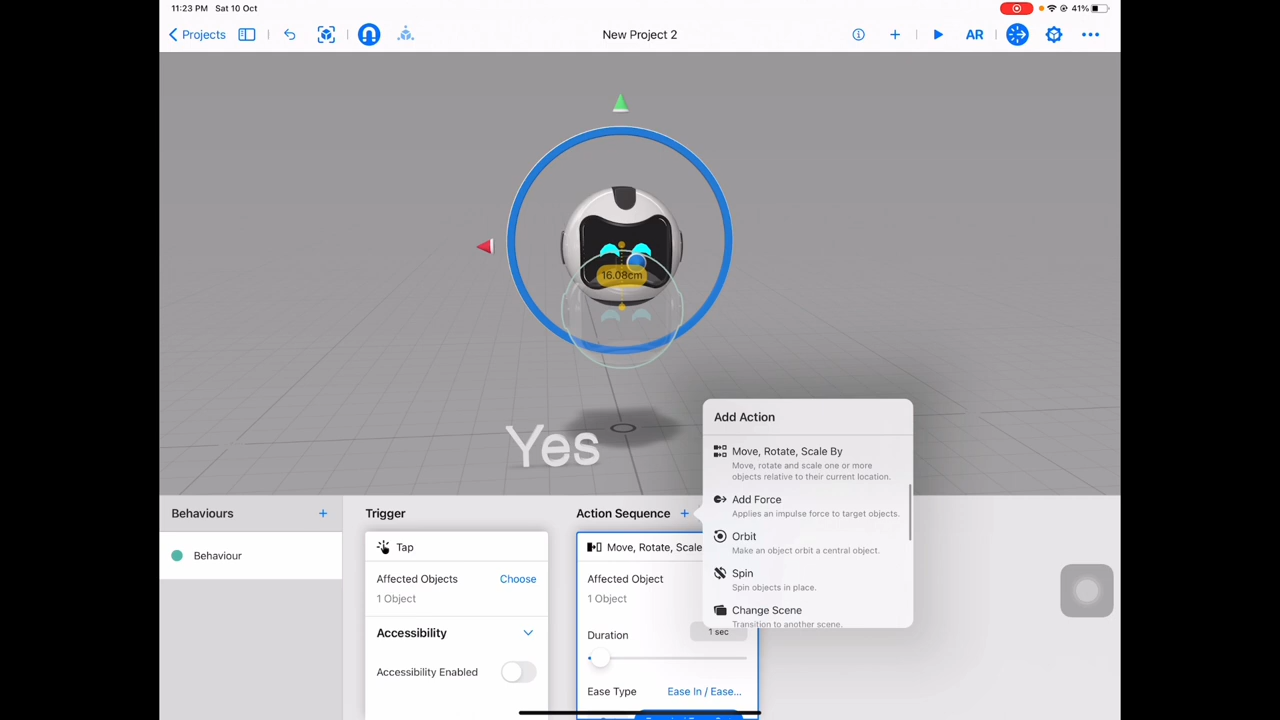 11:23 PM Sat 10 Oct
41%
Projects
New Project 2
AR
16.08cm
Yes
Add Action
Move, Rotate, Scale By
Move, rotate and scale one or more
objects relative to their current location.
Add Force
Applies an impulse force to target objects.
Orbit
Make an object orbit a central object.
Spin
Spin objects in place.
Change Scene
Transition to another scene.
Behaviours
Behaviour
Trigger
Tap
Affected Objects Choose
1 Object
Accessibility
Accessibility Enabled
Action Sequence
Move, Rotate, Scale
Affected Object
1 Object
Duration 1 sec
Ease Type Ease In / Ease...